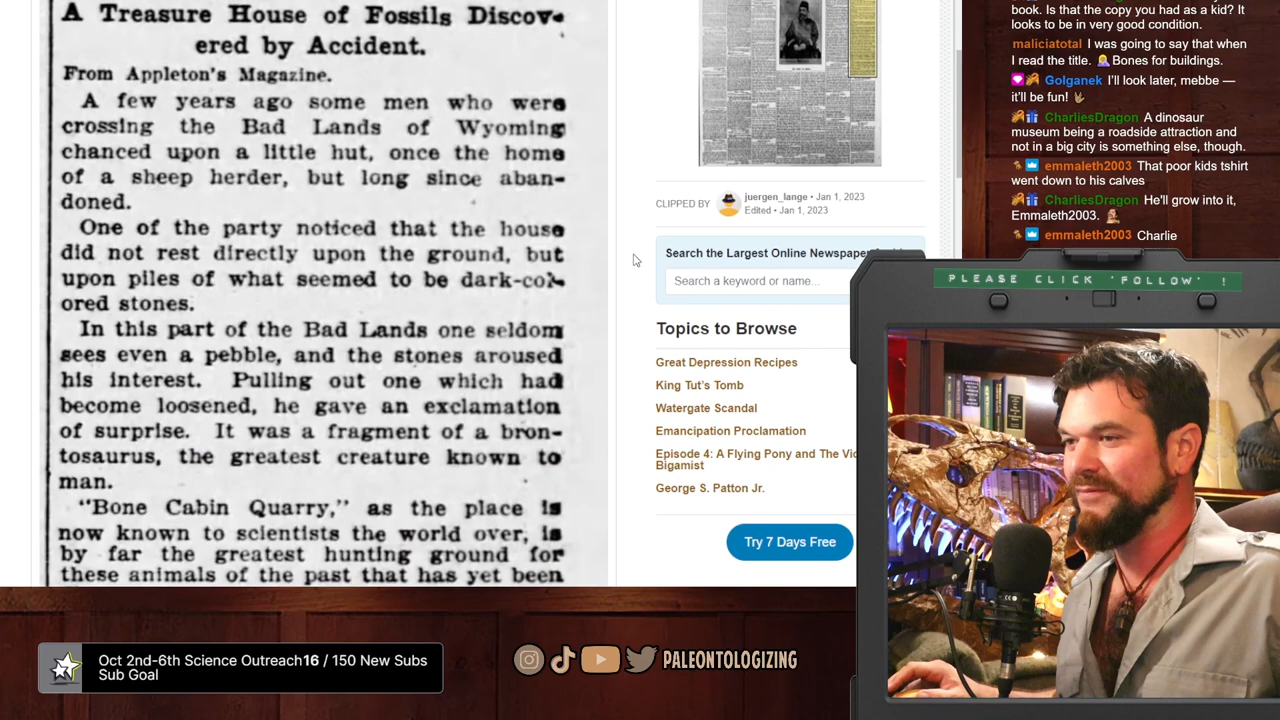 A Treasure House of Fossils Discov-
ered by Accident.
From Appleton's Magazine.
A few years ago some men who were
crossing the Bad Lands of Wyoming
chanced upon a little hut, once the home
of a sheep herder, but long since aban-
doned.
One of the party noticed that the house
did not rest directly upon the ground, but
upon piles of what seemed to be dark-col-
ored stones.
In this part of the Bad Lands one seldom
sees even a pebble, and the stones aroused
his interest. Pulling out one which had
become loosened, he gave an exclamation
of surprise. It was a fragment of a bron-
tosaurus, the greatest creature known to
man.
"Bone Cabin Quarry," as the place is
now known to scientists the world over, is
by far the greatest hunting ground for
these animals of the past that has yet been
CLIPPED BY
juergen_lange • Jan 1, 2023
Edited • Jan 1, 2023
Search the Largest Online Newspaper
Search a keyword or name...
Topics to Browse
Great Depression Recipes
King Tut's Tomb
Watergate Scandal
Emancipation Proclamation
Episode 4: A Flying Pony and The Vic
Bigamist
George S. Patton Jr.
Try 7 Days Free
book. Is that the copy you had as a kid? It
looks to be in very good condition.
maliciatotal I was going to say that when
I read the title. Bones for buildings.
Golganek I'll look later, mebbe —
it'll be fun!
CharliesDragon A dinosaur
museum being a roadside attraction and
not in a big city is something else, though.
emmaleth2003 That poor kids tshirt
went down to his calves
CharliesDragon He'll grow into it,
Emmaleth2003.
emmaleth2003 Charlie
PLEASE CLICK 'FOLLOW' !
Oct 2nd-6th Science Outreach16 / 150 New Subs
Sub Goal
PALEONTOLOGIZING